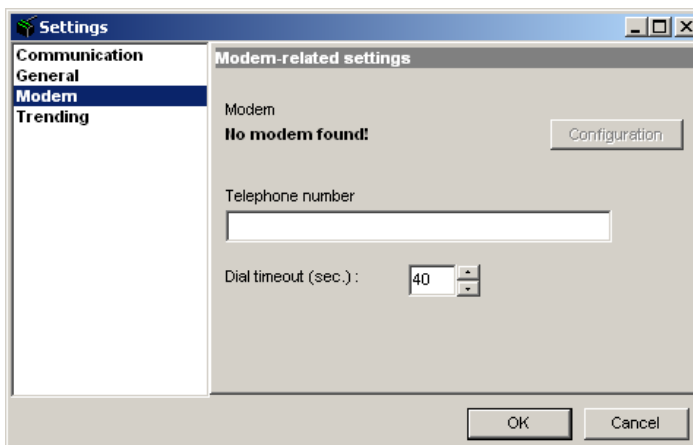 Settings
Communication
General
Modem
Trending
Modem-related settings
Modem
No modem found!
Configuration
Telephone number
Dial timeout (sec.) :
40
OK
Cancel